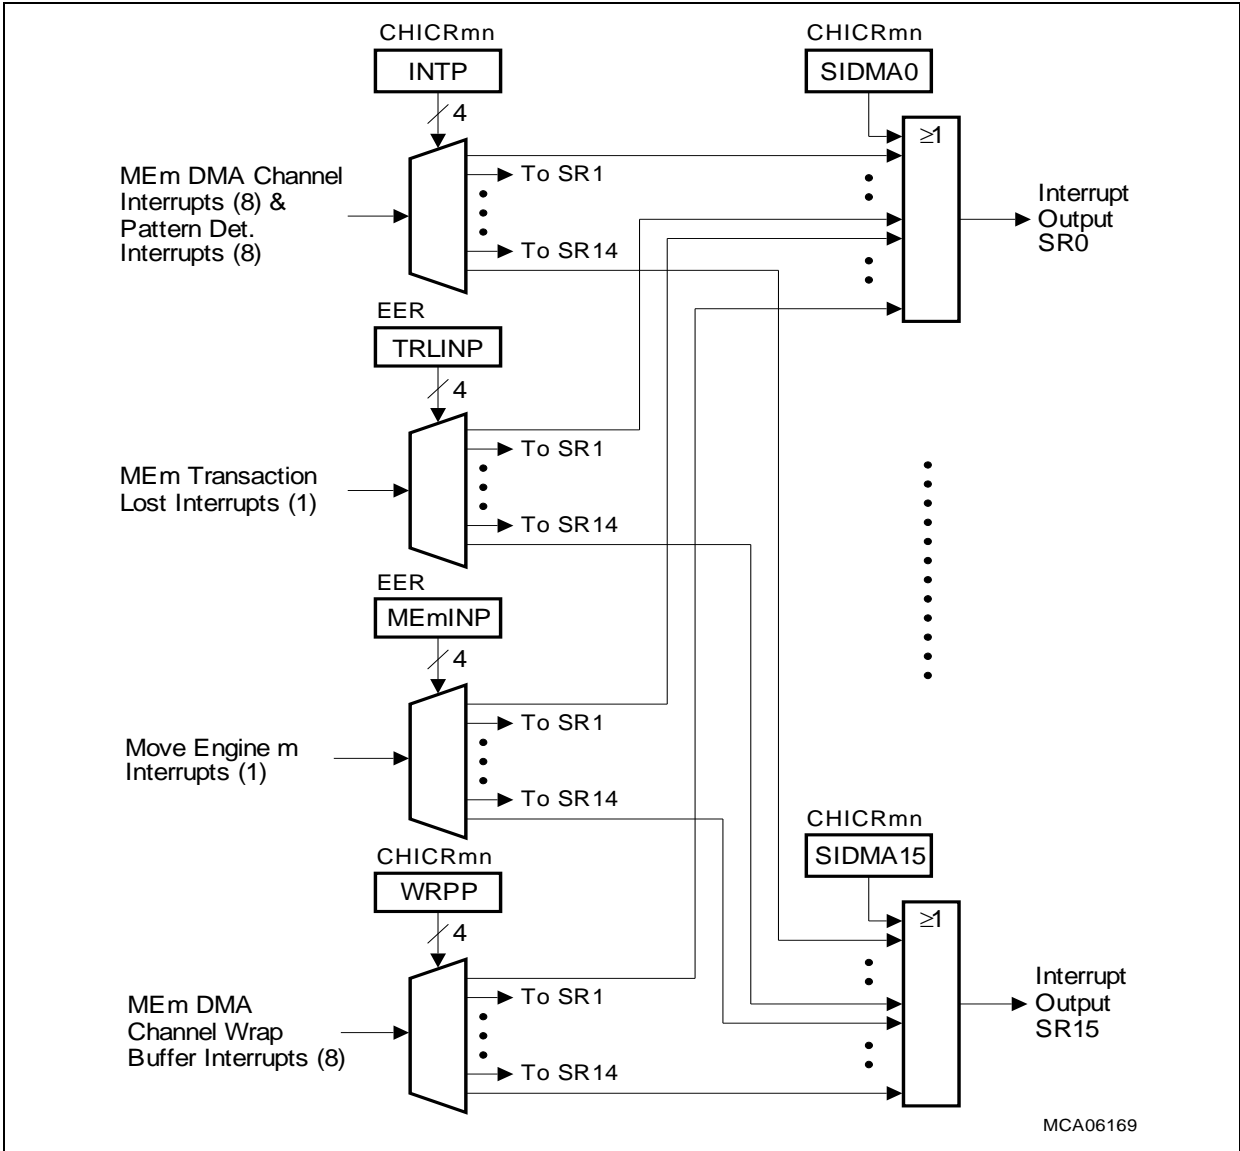 CHICRmn
INTP
4
MEm DMA Channel
Interrupts (8) &
Pattern Det.
Interrupts (8)
To SR1
To SR14
CHICRmn
SIDMA0
≥1
Interrupt
Output
SR0
EER
TRLINP
4
MEm Transaction
Lost Interrupts (1)
To SR1
To SR14
EER
MEmINP
4
Move Engine m
Interrupts (1)
To SR1
To SR14
CHICRmn
WRPP
4
MEm DMA
Channel Wrap
Buffer Interrupts (8)
To SR1
To SR14
CHICRmn
SIDMA15
≥1
Interrupt
Output
SR15
MCA06169